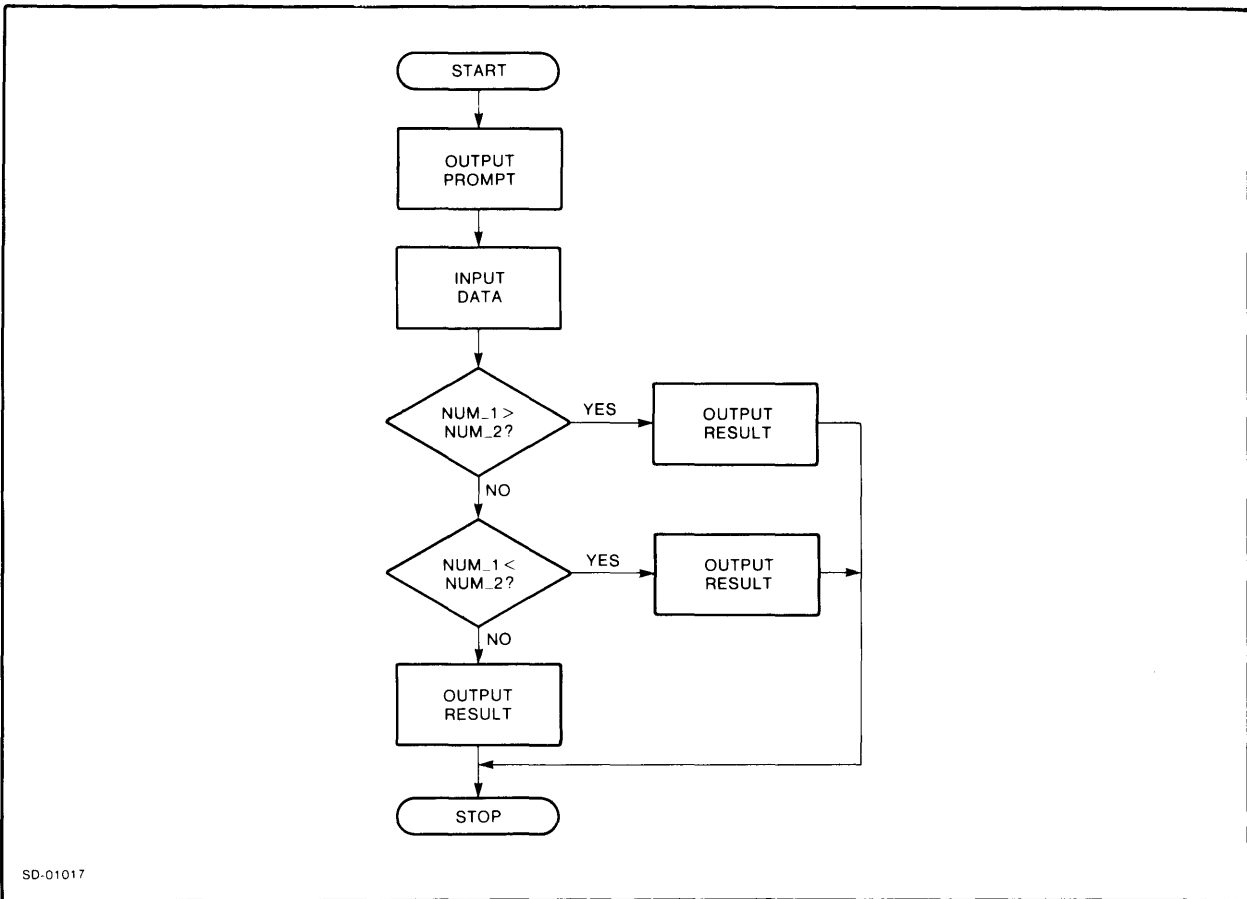 START
OUTPUT
PROMPT
INPUT
DATA
NUM_1 >
NUM_2?
YES
OUTPUT
RESULT
NO
NUM_1 <
NUM_2?
YES
OUTPUT
RESULT
NO
OUTPUT
RESULT
STOP
SD-01017